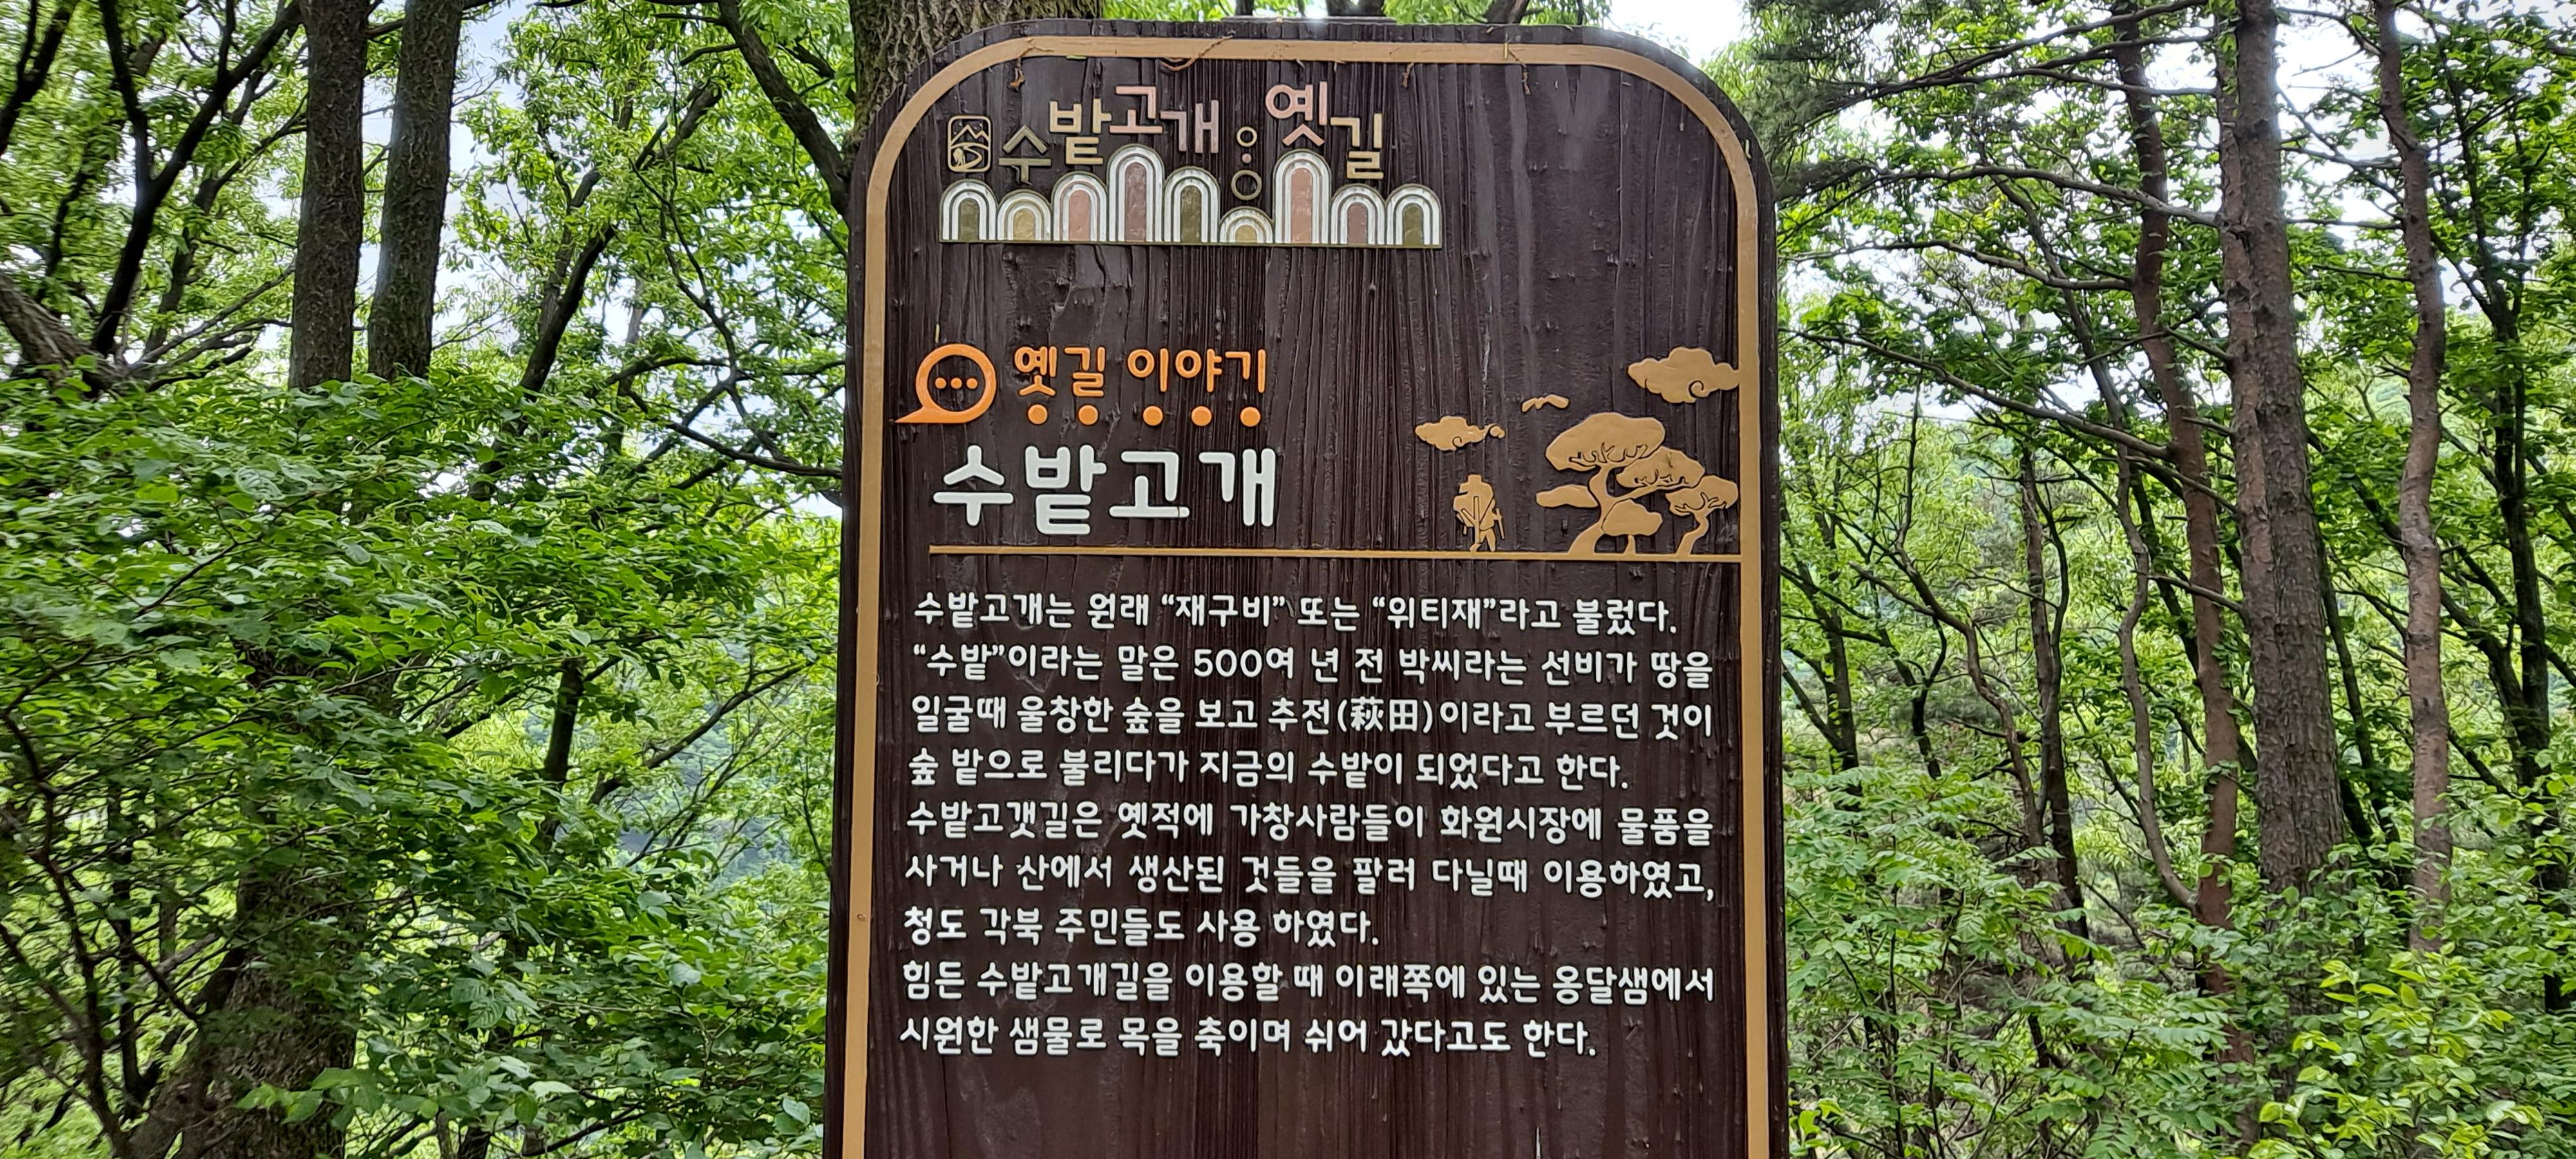 수밭고개 옛길
옛길 이야기
수밭고개
수밭고개는 원래 “재구비” 또는 “위티재”라고 불렀다.
“수밭”이라는 말은 500여 년 전 박씨라는 선비가 땅을
일굴때 울창한 숲을 보고 추전(萩田)이라고 부르던 것이
숲 밭으로 불리다가 지금의 수밭이 되었다고 한다.
수밭고갯길은 옛적에 가창사람들이 화원시장에 물품을
사거나 산에서 생산된 것들을 팔러 다닐때 이용하였고,
청도 각북 주민들도 사용 하였다.
힘든 수밭고개길을 이용할 때 이래쪽에 있는 옹달샘에서
시원한 샘물로 목을 축이며 쉬어 갔다고도 한다.